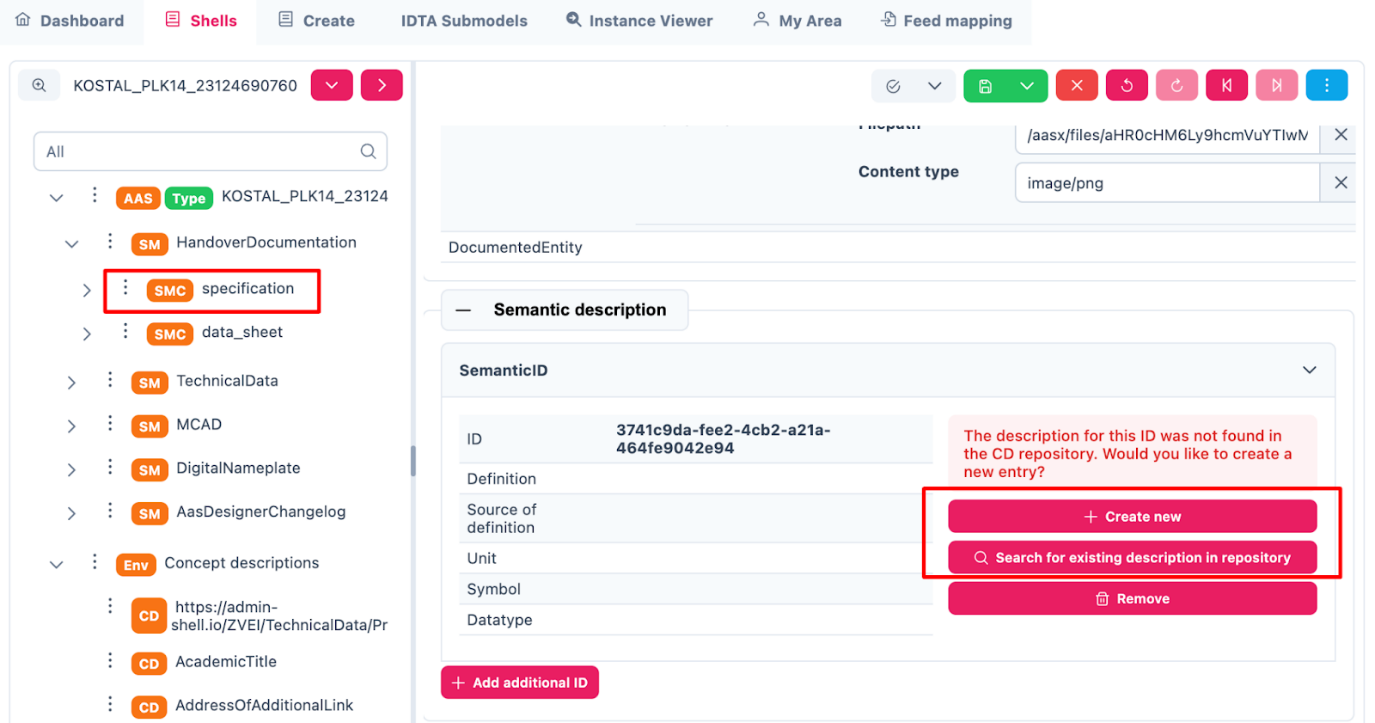 Dashboard
Shells
Create
IDTA Submodels
Instance Viewer
My Area
Feed mapping
KOSTAL_PLK14_23124690760
All
AAS Type KOSTAL_PLK14_23124
SM HandoverDocumentation
SMC specification
SMC data_sheet
SM TechnicalData
SM MCAD
SM DigitalNameplate
SM AasDesignerChangelog
Env Concept descriptions
CD https://admin-
shell.io/ZVEI/TechnicalData/Pr
CD AcademicTitle
CD AddressOfAdditionalLink
Filepath
/aasx/files/aHR0cHM6Ly9hcmVuYTIwM
Content type
image/png
DocumentedEntity
Semantic description
SemanticID
ID
3741c9da-fee2-4cb2-a21a-
464fe9042e94
Definition
Source of
definition
Unit
Symbol
Datatype
The description for this ID was not found in
the CD repository. Would you like to create a
new entry?
Create new
Search for existing description in repository
Remove
Add additional ID